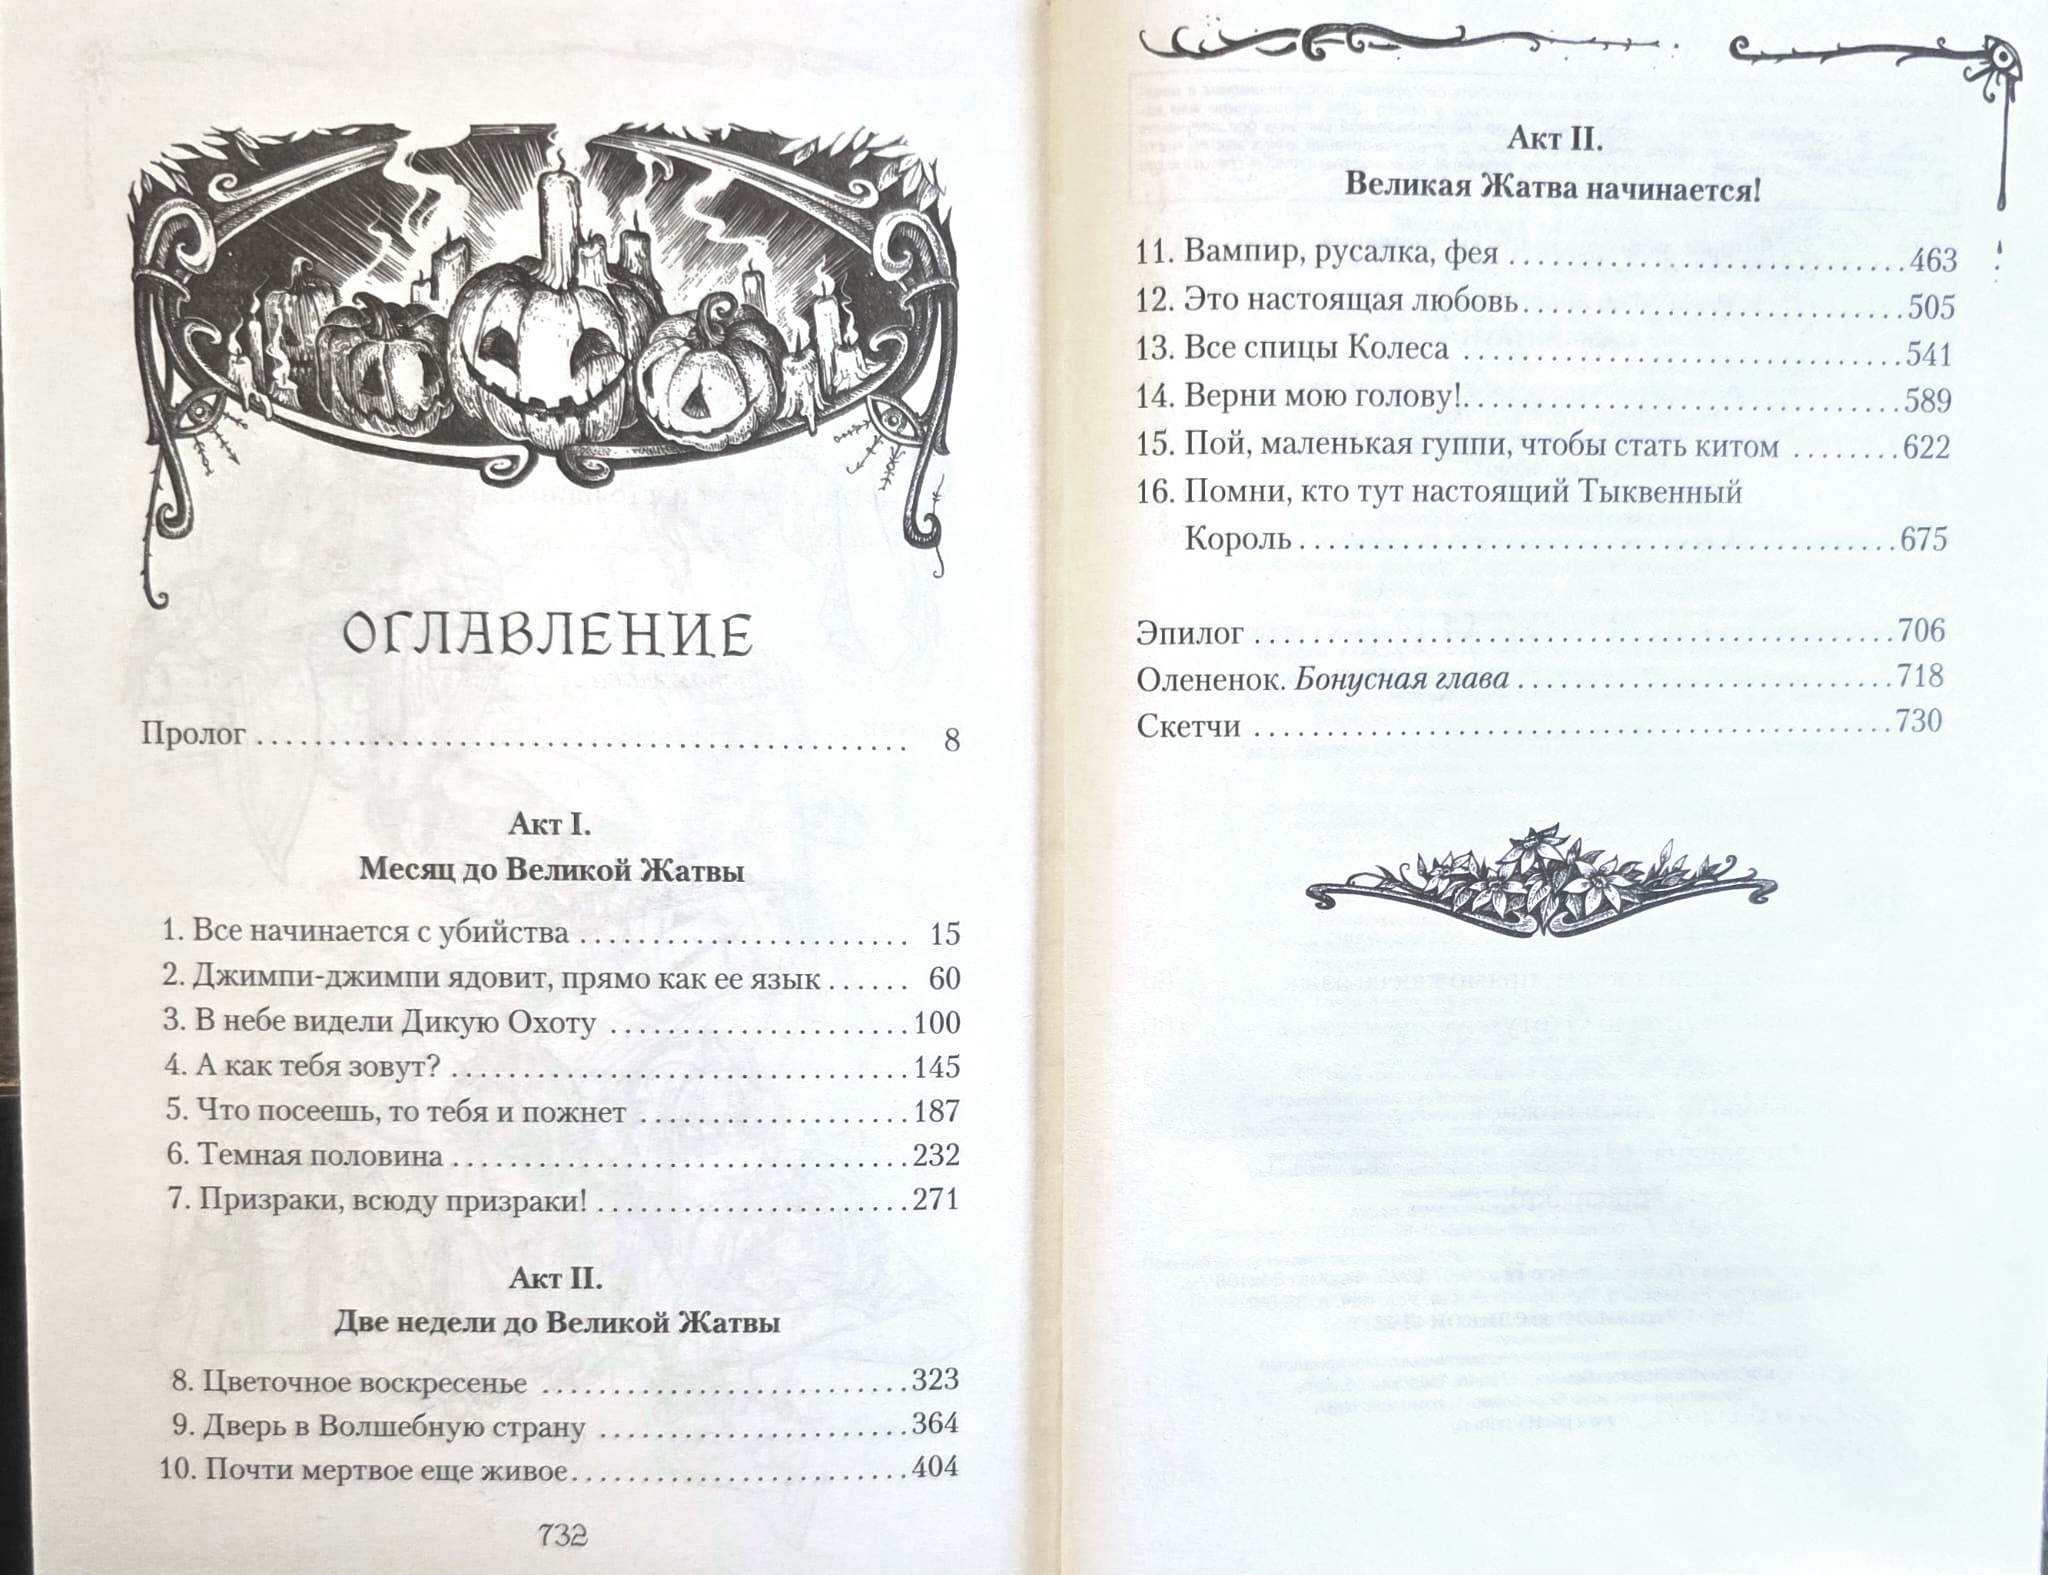 ОГЛАВЛЕНИЕ
Пролог ........................................ 8
Акт I.
Месяц до Великой Жатвы
1. Все начинается с убийства ........................ 15
2. Джимпи-джимпи ядовит, прямо как ее язык ...... 60
3. В небе видели Дикую Охоту ......................100
4. А как тебя зовут? ..................................145
5. Что посеешь, то тебя и пожнет ....................187
6. Темная половина ..................................232
7. Призраки, всюду призраки! ........................271
Акт II.
Две недели до Великой Жатвы
8. Цветочное воскресенье ............................323
9. Дверь в Волшебную страну ........................364
10. Почти мертвое еще живое..........................404
732
Акт II.
Великая Жатва начинается!
11. Вампир, русалка, фея ..............................463
12. Это настоящая любовь..............................505
13. Все спицы Колеса ..................................541
14. Верни мою голову!..................................589
15. Пой, маленькая гуппи, чтобы стать китом ........622
16. Помни, кто тут настоящий Тыквенный
Король ............................................675
Эпилог ................................................706
Олененок. Бонусная глава ............................718
Скетчи ................................................730